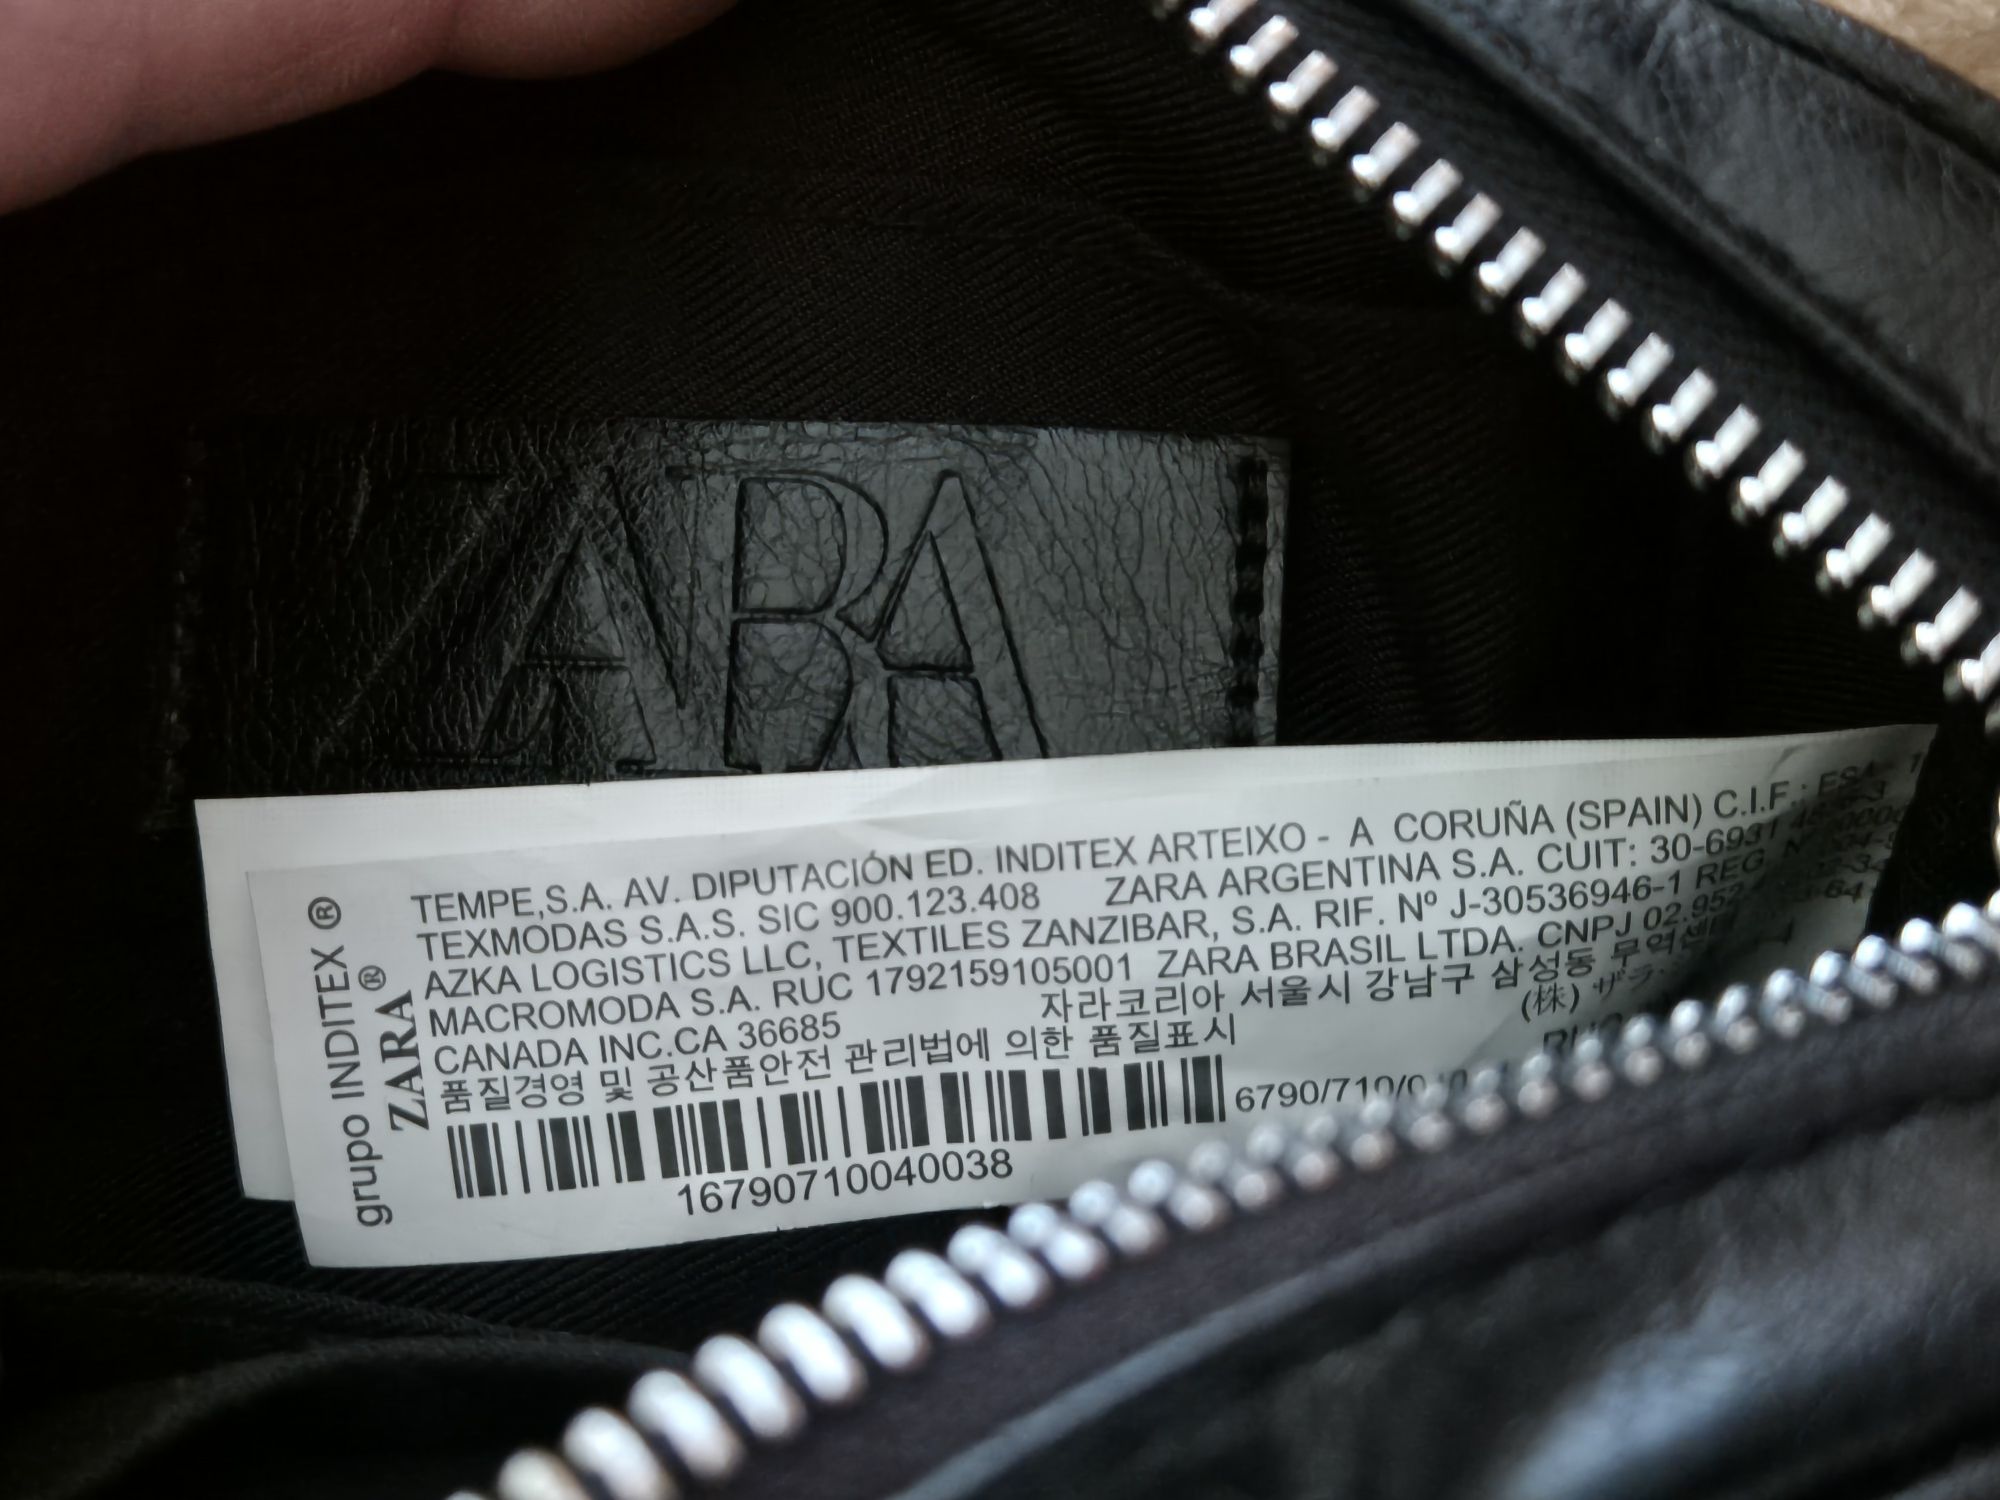 ZARA
grupo INDITEX ®
ZARA ®
TEMPE,S.A. AV. DIPUTACIÓN ED. INDITEX ARTEIXO - A CORUÑA (SPAIN) C.I.F.:
TEXMODAS S.A.S. SIC 900.123.408 ZARA ARGENTINA S.A. CUIT:
AZKA LOGISTICS LLC, TEXTILES ZANZIBAR, S.A. RIF. Nº J-30536946-1 REG.
MACROMODA S.A. RUC 1792159105001 ZARA BRASIL LTDA. CNPJ
CANADA INC.CA 36685 자라코리아 서울시 강남구 삼성동 무역센터
품질경영 및 공산품안전 관리법에 의한 품질표시 (株) ザラ
16790710040038